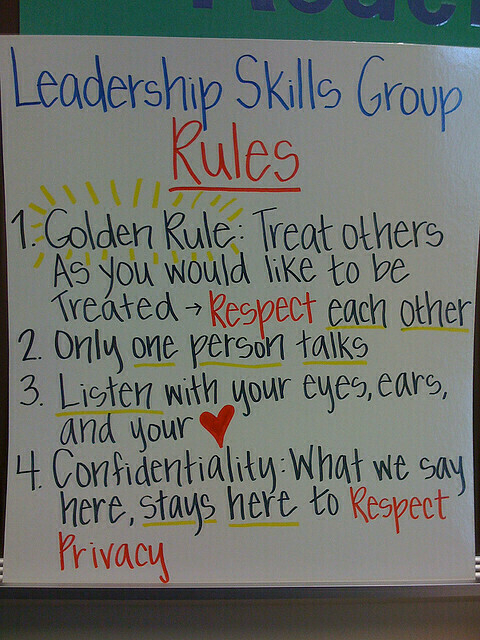 Leadership Skills Group
Rules
1. Golden Rule: Treat others
As you would like to be
Treated → Respect each other
2. Only one person talks
3. Listen with your eyes, ears,
and your ♥
4. Confidentiality: What we say
here, stays here to Respect
Privacy